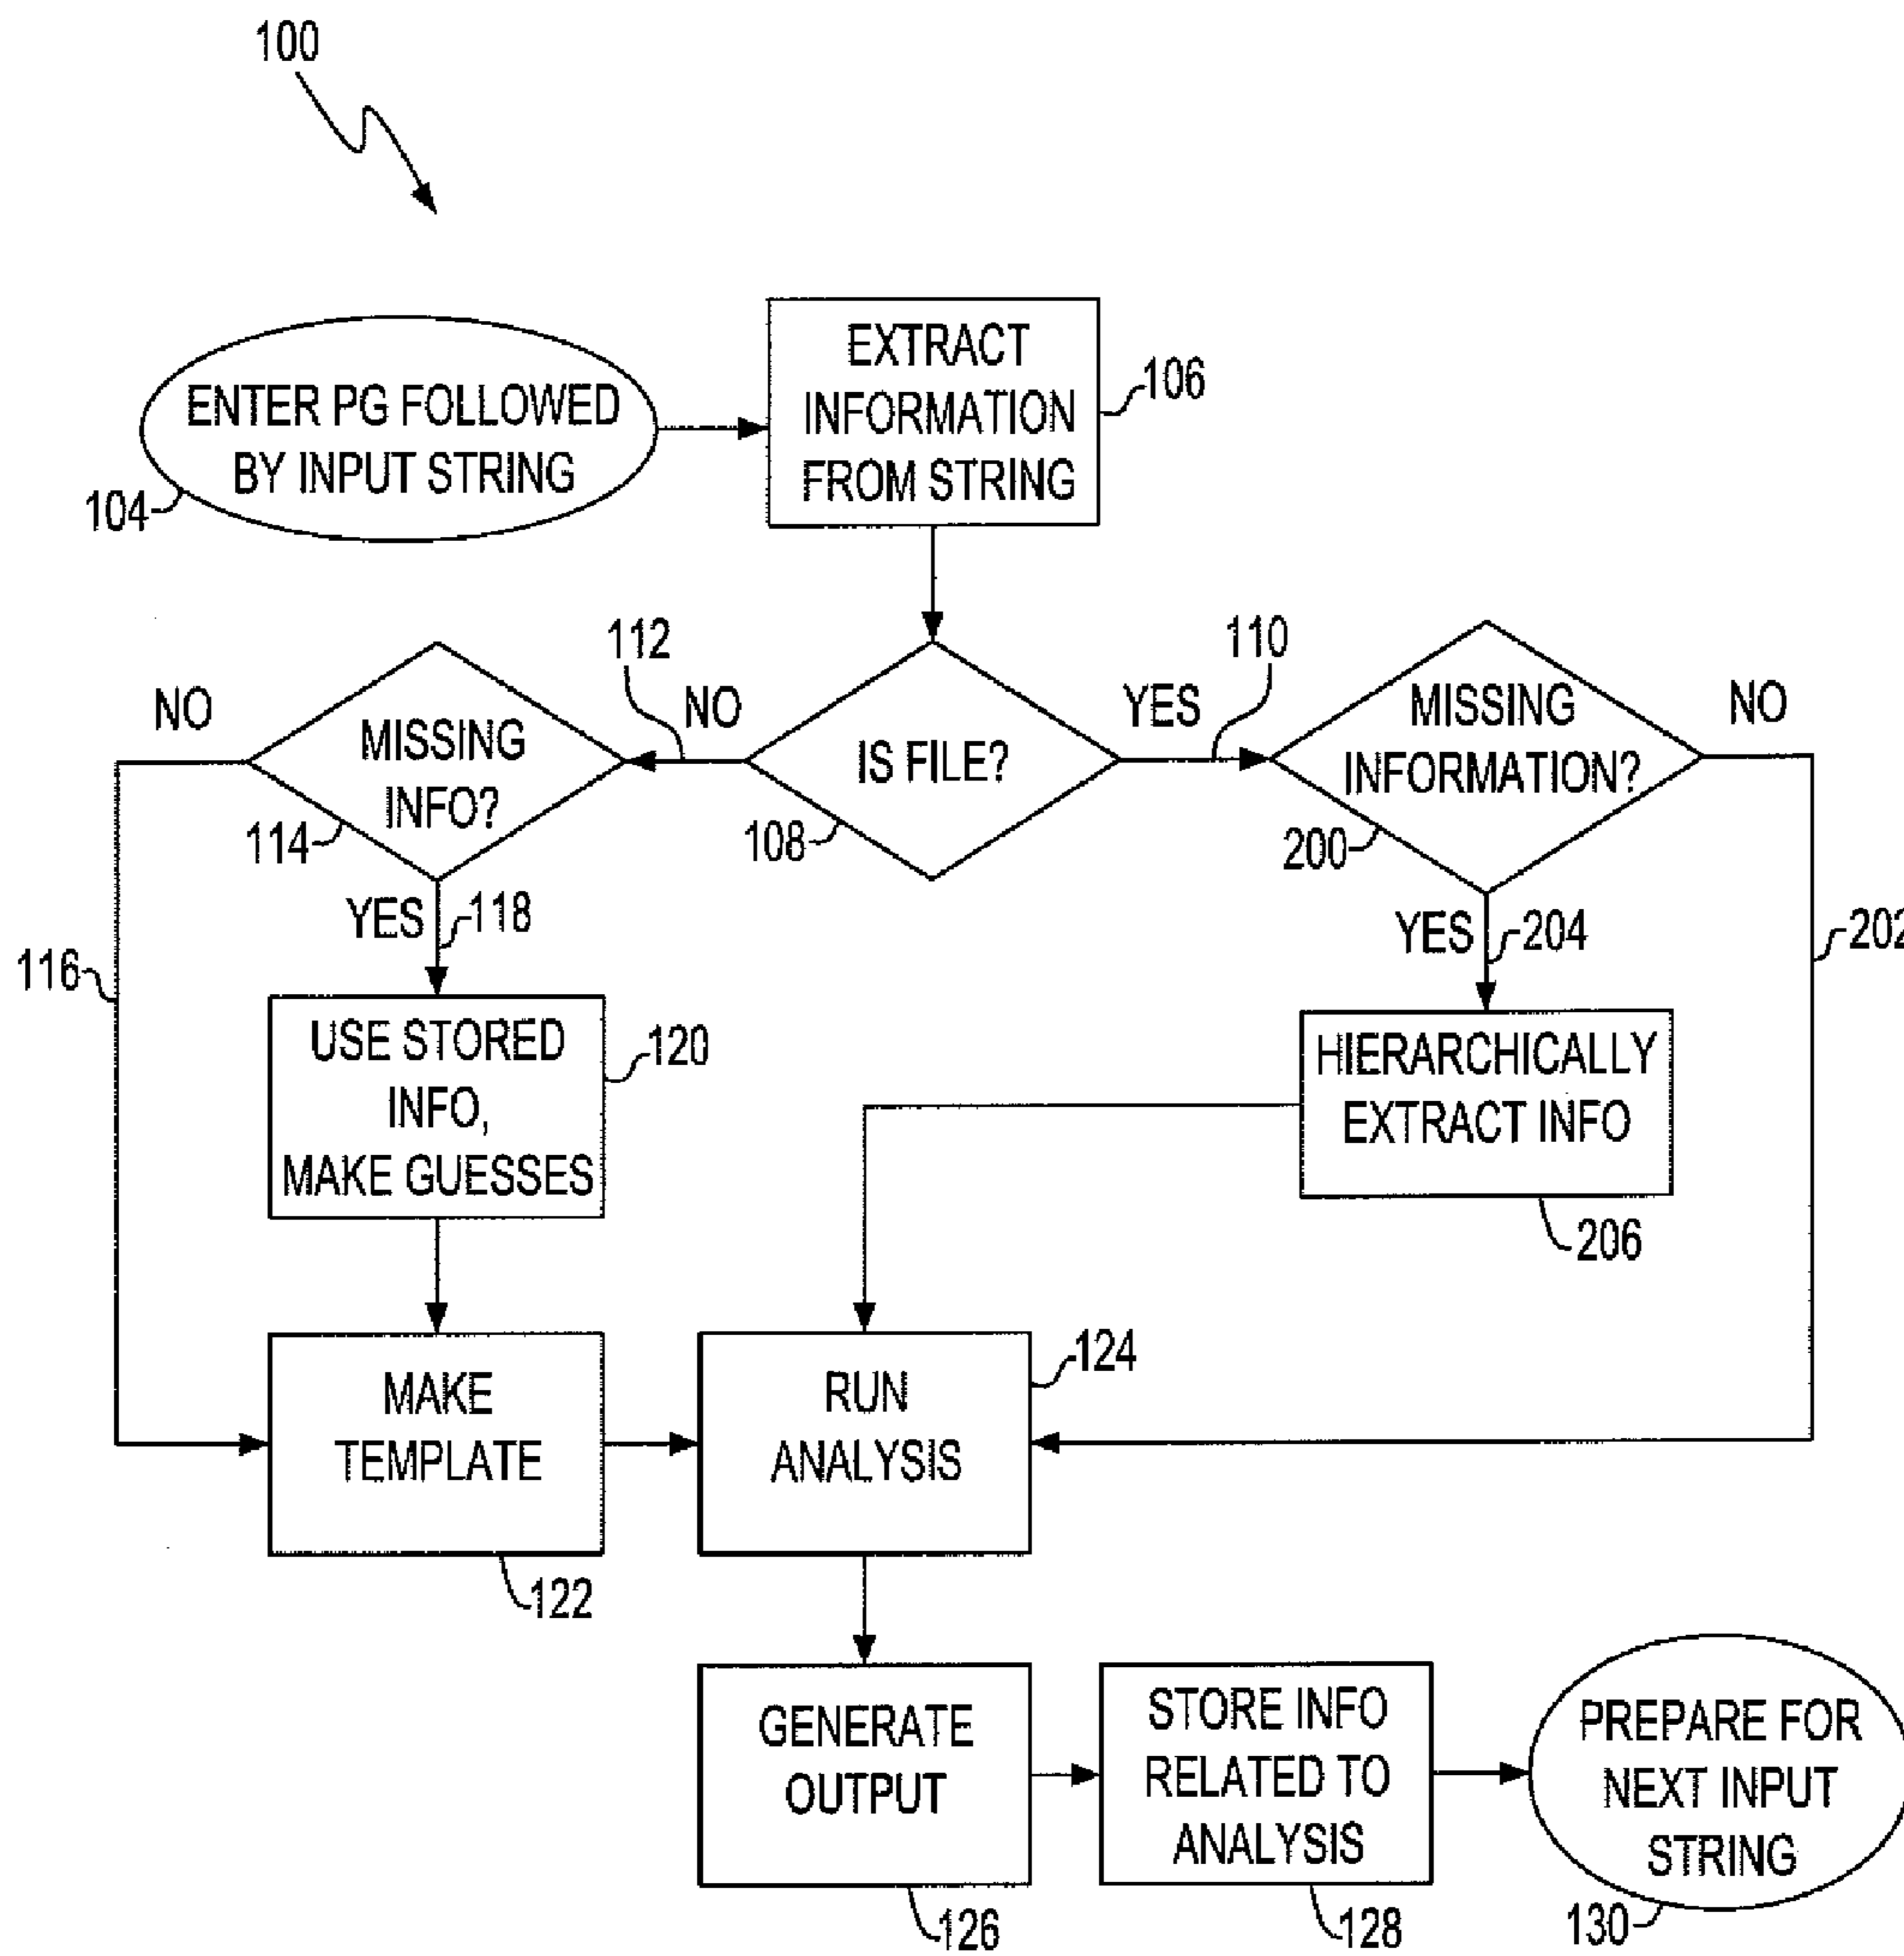 100
ENTER PG FOLLOWED
BY INPUT STRING
104
EXTRACT
INFORMATION
FROM STRING
106
NO
MISSING
INFO?
114
112
NO
IS FILE?
108
YES
110
MISSING
INFORMATION?
200
NO
116
YES
118
YES
204
202
USE STORED
INFO,
MAKE GUESSES
120
HIERARCHICALLY
EXTRACT INFO
206
MAKE
TEMPLATE
122
RUN
ANALYSIS
124
GENERATE
OUTPUT
126
STORE INFO
RELATED TO
ANALYSIS
128
PREPARE FOR
NEXT INPUT
STRING
130